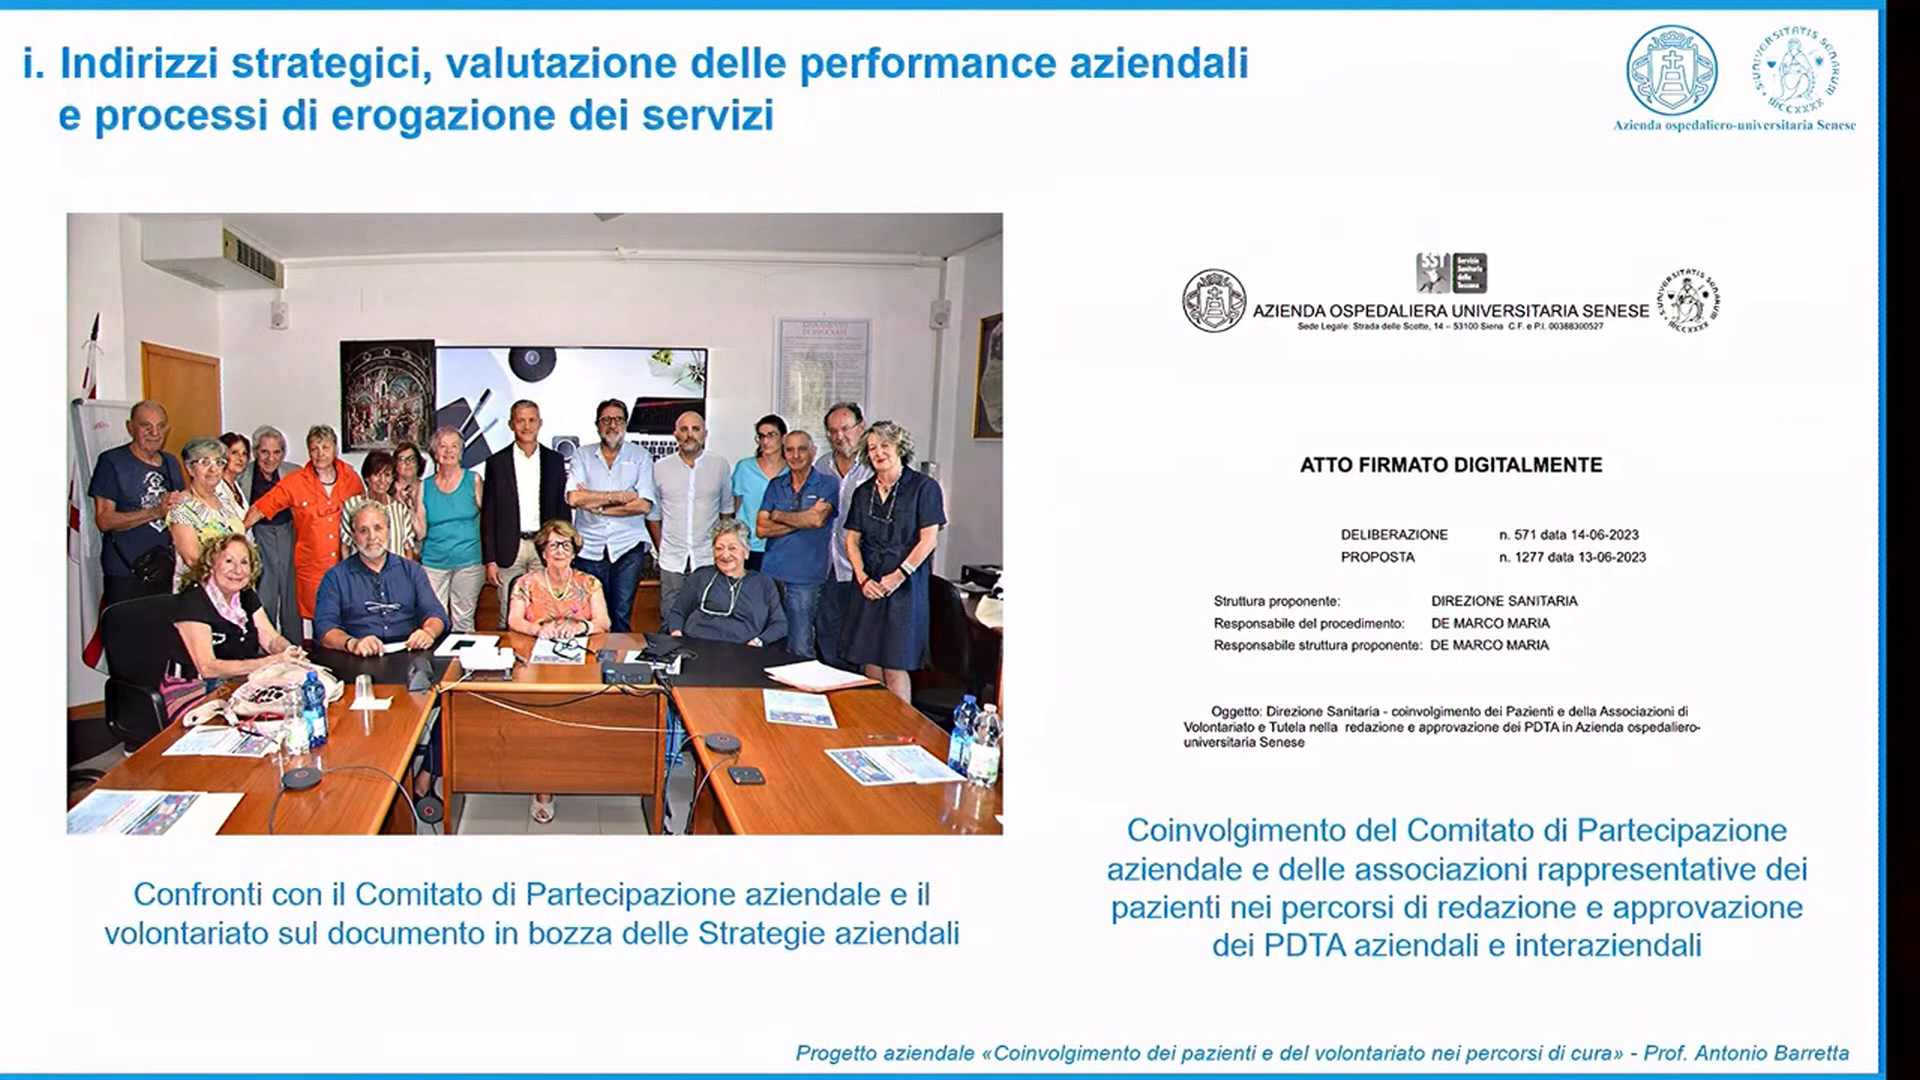 i. Indirizzi strategici, valutazione delle performance aziendali
e processi di erogazione dei servizi
Azienda ospedaliero-universitaria Senese
SST
Servizio
Sanitario
della
Toscana
AZIENDA OSPEDALIERA UNIVERSITARIA SENESE
Sede Legale: Strada delle Scotte, 14 – 53100 Siena C.F. e P.I. 00388300527
ATTO FIRMATO DIGITALMENTE
DELIBERAZIONE n. 571 data 14-06-2023
PROPOSTA n. 1277 data 13-06-2023
Struttura proponente: DIREZIONE SANITARIA
Responsabile del procedimento: DE MARCO MARIA
Responsabile struttura proponente: DE MARCO MARIA
Oggetto: Direzione Sanitaria - coinvolgimento dei Pazienti e della Associazioni di
Volontariato e Tutela nella redazione e approvazione dei PDTA in Azienda ospedaliero-
universitaria Senese
Confronti con il Comitato di Partecipazione aziendale e il
volontariato sul documento in bozza delle Strategie aziendali
Coinvolgimento del Comitato di Partecipazione
aziendale e delle associazioni rappresentative dei
pazienti nei percorsi di redazione e approvazione
dei PDTA aziendali e interaziendali
Progetto aziendale «Coinvolgimento dei pazienti e del volontariato nei percorsi di cura» - Prof. Antonio Barretta